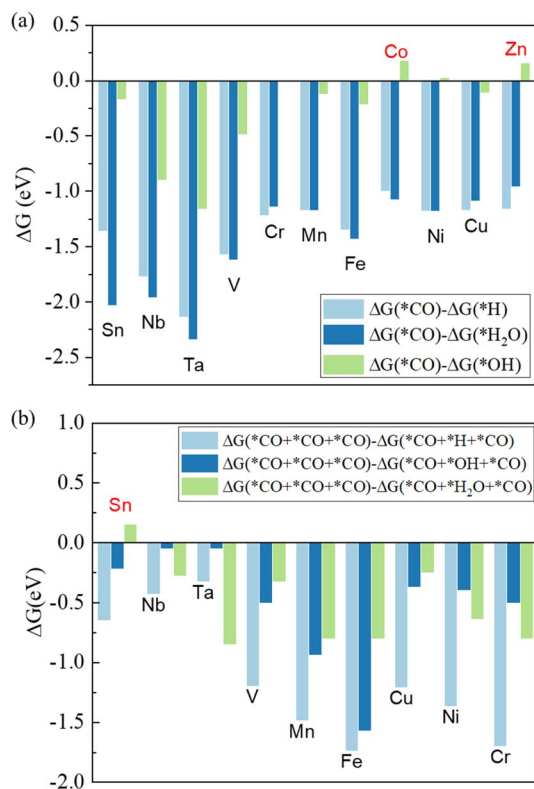 (a)
0.5
0.0
-0.5
-1.0
-1.5
-2.0
-2.5
ΔG (eV)
Co
Zn
Sn
Nb
Ta
V
Cr
Mn
Fe
Ni
Cu
ΔG(*CO)-ΔG(*H)
ΔG(*CO)-ΔG(*H₂O)
ΔG(*CO)-ΔG(*OH)
(b)
1.0
0.5
0.0
-0.5
-1.0
-1.5
-2.0
ΔG(eV)
ΔG(*CO+*CO+*CO)-ΔG(*CO+*H+*CO)
ΔG(*CO+*CO+*CO)-ΔG(*CO+*OH+*CO)
ΔG(*CO+*CO+*CO)-ΔG(*CO+*H₂O+*CO)
Sn
Nb
Ta
V
Mn
Fe
Cu
Ni
Cr